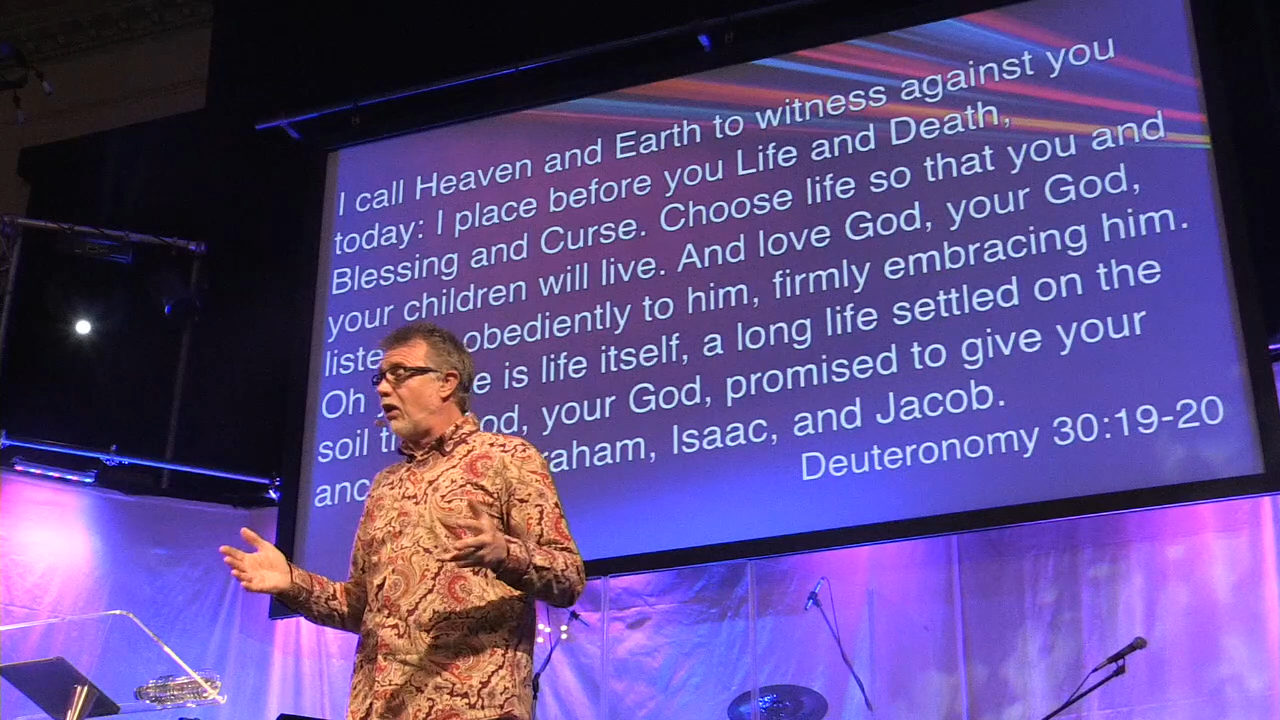 I call Heaven and Earth to witness against you
today: I place before you Life and Death,
Blessing and Curse. Choose life so that you and
your children will live. And love God, your God,
obediently to him, firmly embracing him.
Oh is life itself, a long life settled on the
soil your God, promised to give your
Isaac, and Jacob.
Deuteronomy 30:19-20